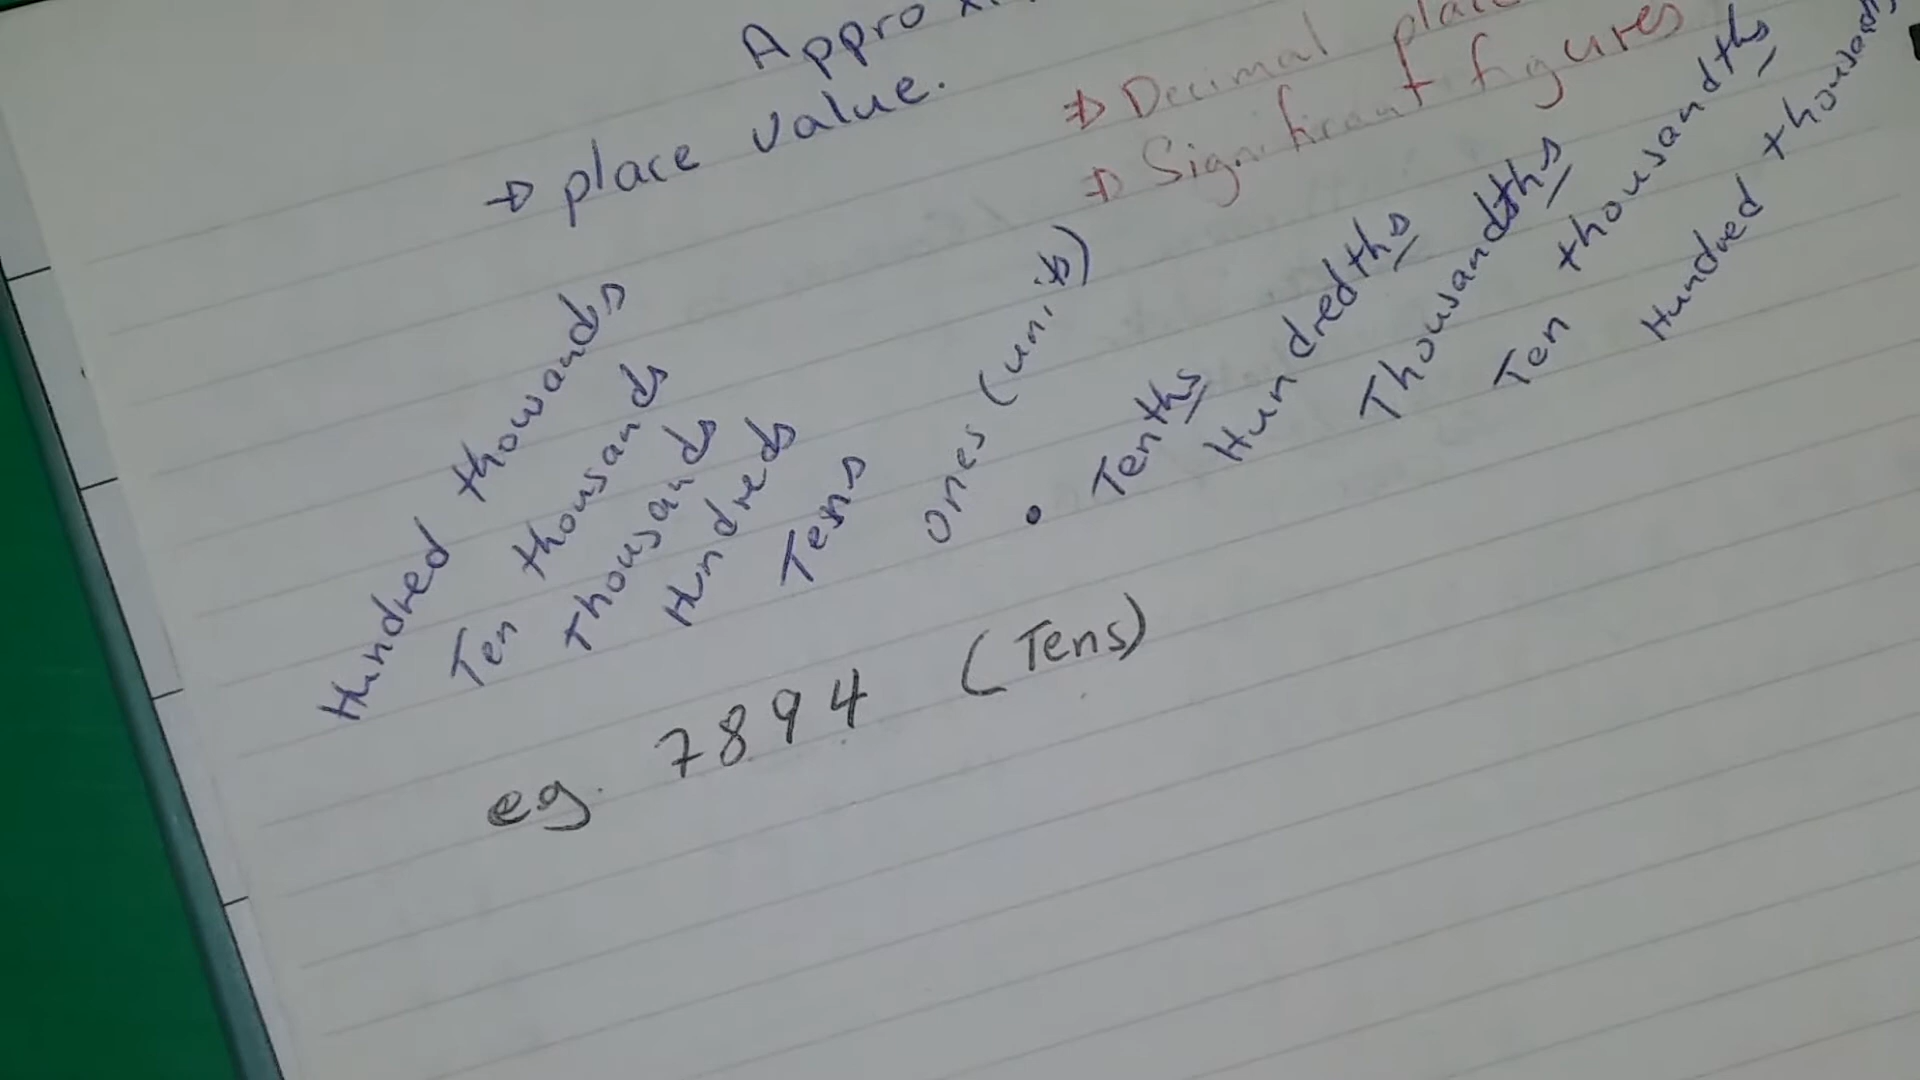 Appro
→ place value.
⇒ Decimal place
⇒ Significant figures
Hundred thousands
Ten thousands
Thousands
Hundreds
Tens
ones (units)
.
Tenths
Hundredths
Thousandths
Ten thousandths
Hundred thousandths
eg. 7894 (Tens)